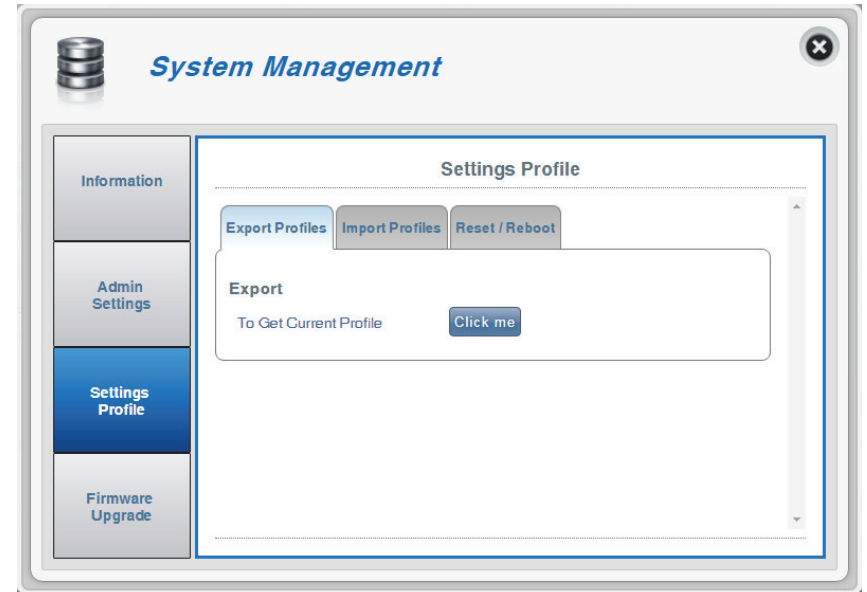 System Management
Information
Admin
Settings
Settings
Profile
Firmware
Upgrade
Settings Profile
Export Profiles
Import Profiles
Reset / Reboot
Export
To Get Current Profile
Click me